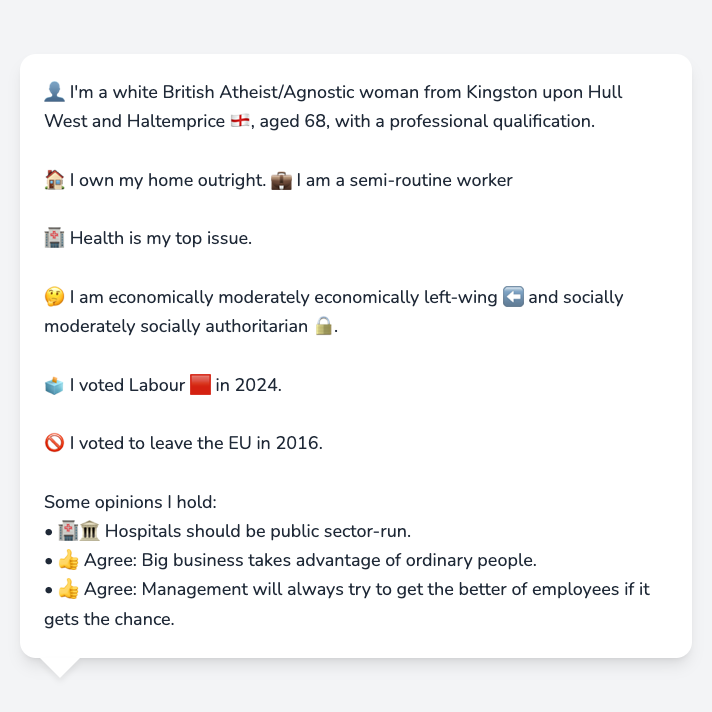 👤 I'm a white British Atheist/Agnostic woman from Kingston upon Hull
West and Haltemprice 🏴󠁧󠁢󠁥󠁮󠁧󠁿, aged 68, with a professional qualification.
🏠 I own my home outright. 💼 I am a semi-routine worker
🏥 Health is my top issue.
🤔 I am economically moderately economically left-wing ⬅️ and socially
moderately socially authoritarian 🔒.
🗳️ I voted Labour 🟥 in 2024.
🚫 I voted to leave the EU in 2016.
Some opinions I hold:
• 🏥🏛️ Hospitals should be public sector-run.
• 👍 Agree: Big business takes advantage of ordinary people.
• 👍 Agree: Management will always try to get the better of employees if it
gets the chance.